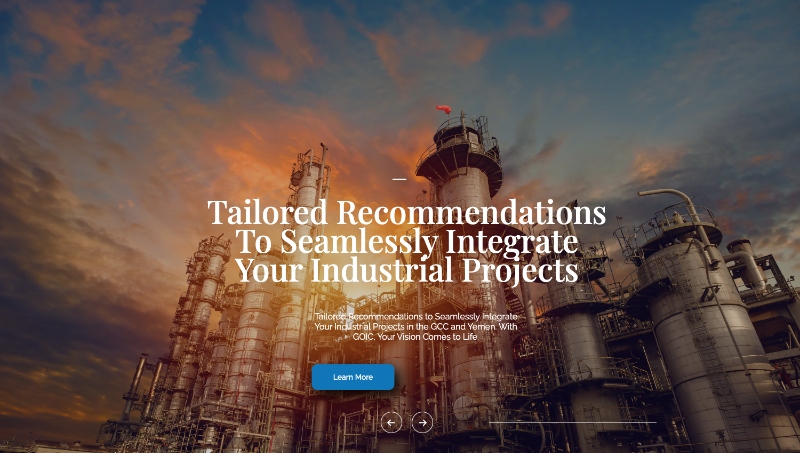 Tailored Recommendations
To Seamlessly Integrate
Your Industrial Projects
Tailored Recommendations to Seamlessly Integrate
Your Industrial Projects in the GCC and Yemen. With
GOIC, Your Vision Comes to Life
Learn More